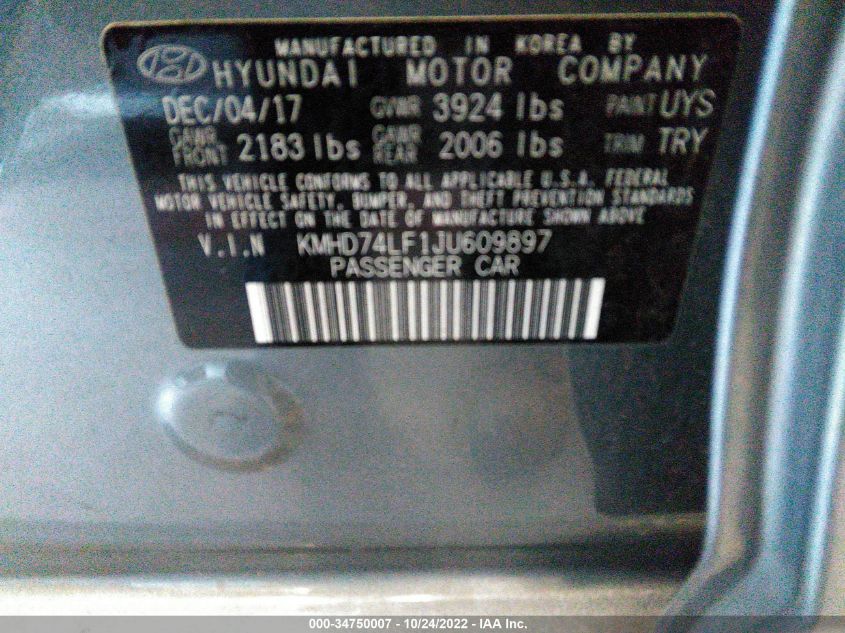 MANUFACTURED IN KOREA BY
HYUNDAI MOTOR COMPANY
DEC/04/17 GVWR 3924 lbs PAINT UYS
GAWR FRONT 2183 lbs GAWR REAR 2006 lbs TRIM TRY
THIS VEHICLE CONFORMS TO ALL APPLICABLE U.S.A. FEDERAL
MOTOR VEHICLE SAFETY, BUMPER, AND THEFT PREVENTION STANDARDS
IN EFFECT ON THE DATE OF MANUFACTURE SHOWN ABOVE
V.I.N KMHD74LF1JU609897
PASSENGER CAR
000-34750007 - 10/24/2022 - IAA Inc.